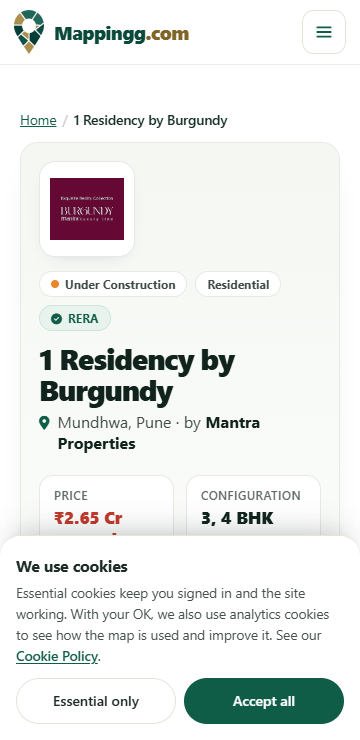 Mappingg.com
Home / 1 Residency by Burgundy
Exquisite Realty Collection
BURGUNDY
mantra luxury line
Under Construction
Residential
RERA
1 Residency by
Burgundy
Mundhwa, Pune · by Mantra
Properties
PRICE
₹2.65 Cr
CONFIGURATION
3, 4 BHK
We use cookies
Essential cookies keep you signed in and the site
working. With your OK, we also use analytics cookies
to see how the map is used and improve it. See our
Cookie Policy.
Essential only
Accept all